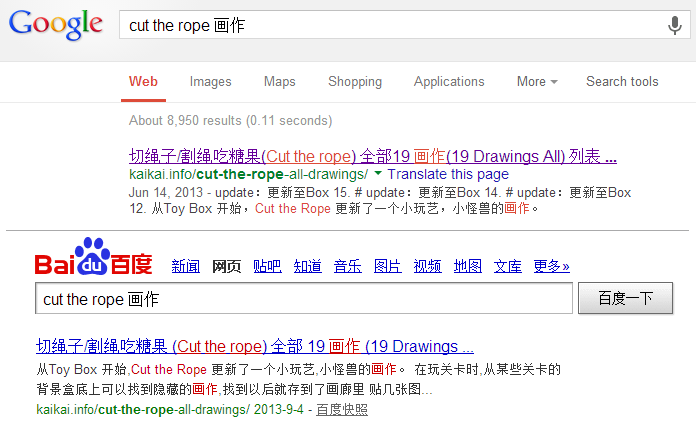 Google
cut the rope 画作
Web Images Maps Shopping Applications More Search tools
About 8,950 results (0.11 seconds)
切绳子/割绳吃糖果(Cut the rope) 全部19 画作(19 Drawings All) 列表 ...
kaikai.info/cut-the-rope-all-drawings/ Translate this page
Jun 14, 2013 - update：更新至Box 15. # update：更新至Box 14. # update：更新至Box
12. 从Toy Box 开始，Cut the Rope 更新了一个小玩艺，小怪兽的画作。
Bai du 百度
新闻 网页 贴吧 知道 音乐 图片 视频 地图 文库 更多»
cut the rope 画作
百度一下
切绳子/割绳吃糖果 (Cut the rope) 全部 19 画作 (19 Drawings ...
从Toy Box 开始,Cut the Rope 更新了一个小玩艺,小怪兽的画作。 在玩关卡时,从某些关卡的
背景盒底上可以找到隐藏的画作,找到以后就存到了画廊里 贴几张图...
kaikai.info/cut-the-rope-all-drawings/ 2013-9-4 - 百度快照